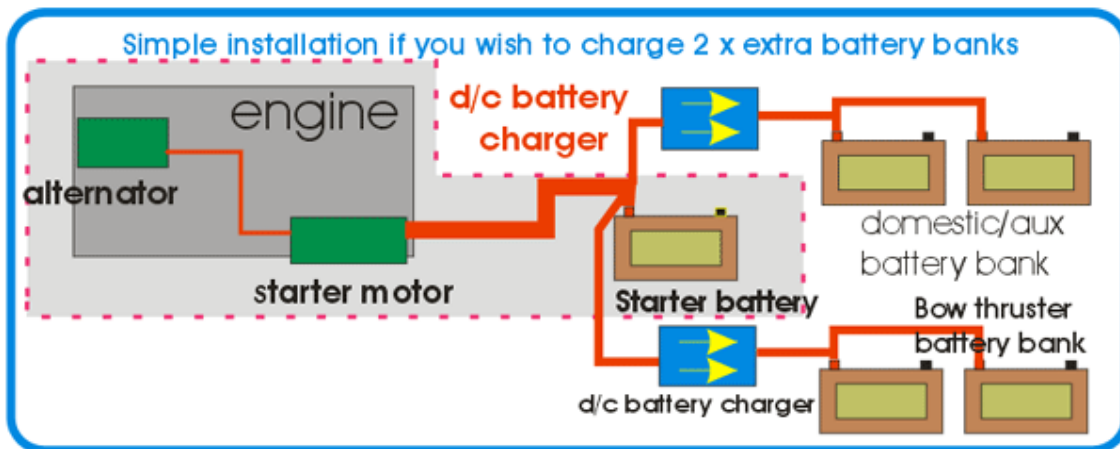 Simple installation if you wish to charge 2 x extra battery banks
engine
d/c battery
charger
alternator
starter motor
Starter battery
domestic/aux
battery bank
Bow thruster
battery bank
d/c battery charger